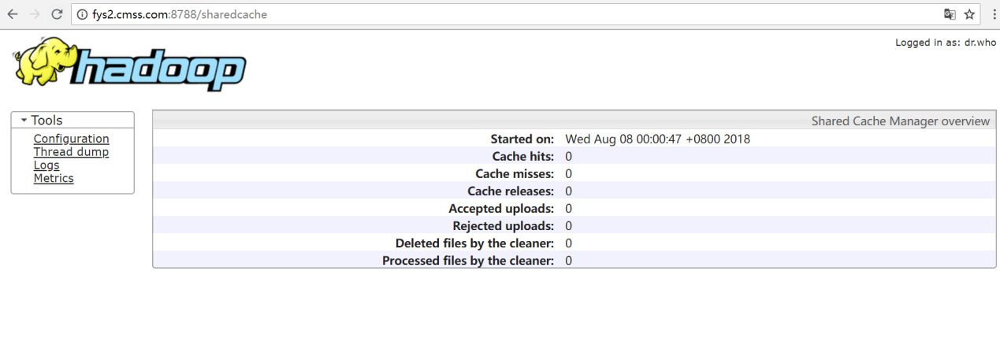 fys2.cmss.com:8788/sharedcache
Logged in as: dr.who
hadoop
Tools
Configuration
Thread dump
Logs
Metrics
Shared Cache Manager overview
Started on: Wed Aug 08 00:00:47 +0800 2018
Cache hits: 0
Cache misses: 0
Cache releases: 0
Accepted uploads: 0
Rejected uploads: 0
Deleted files by the cleaner: 0
Processed files by the cleaner: 0